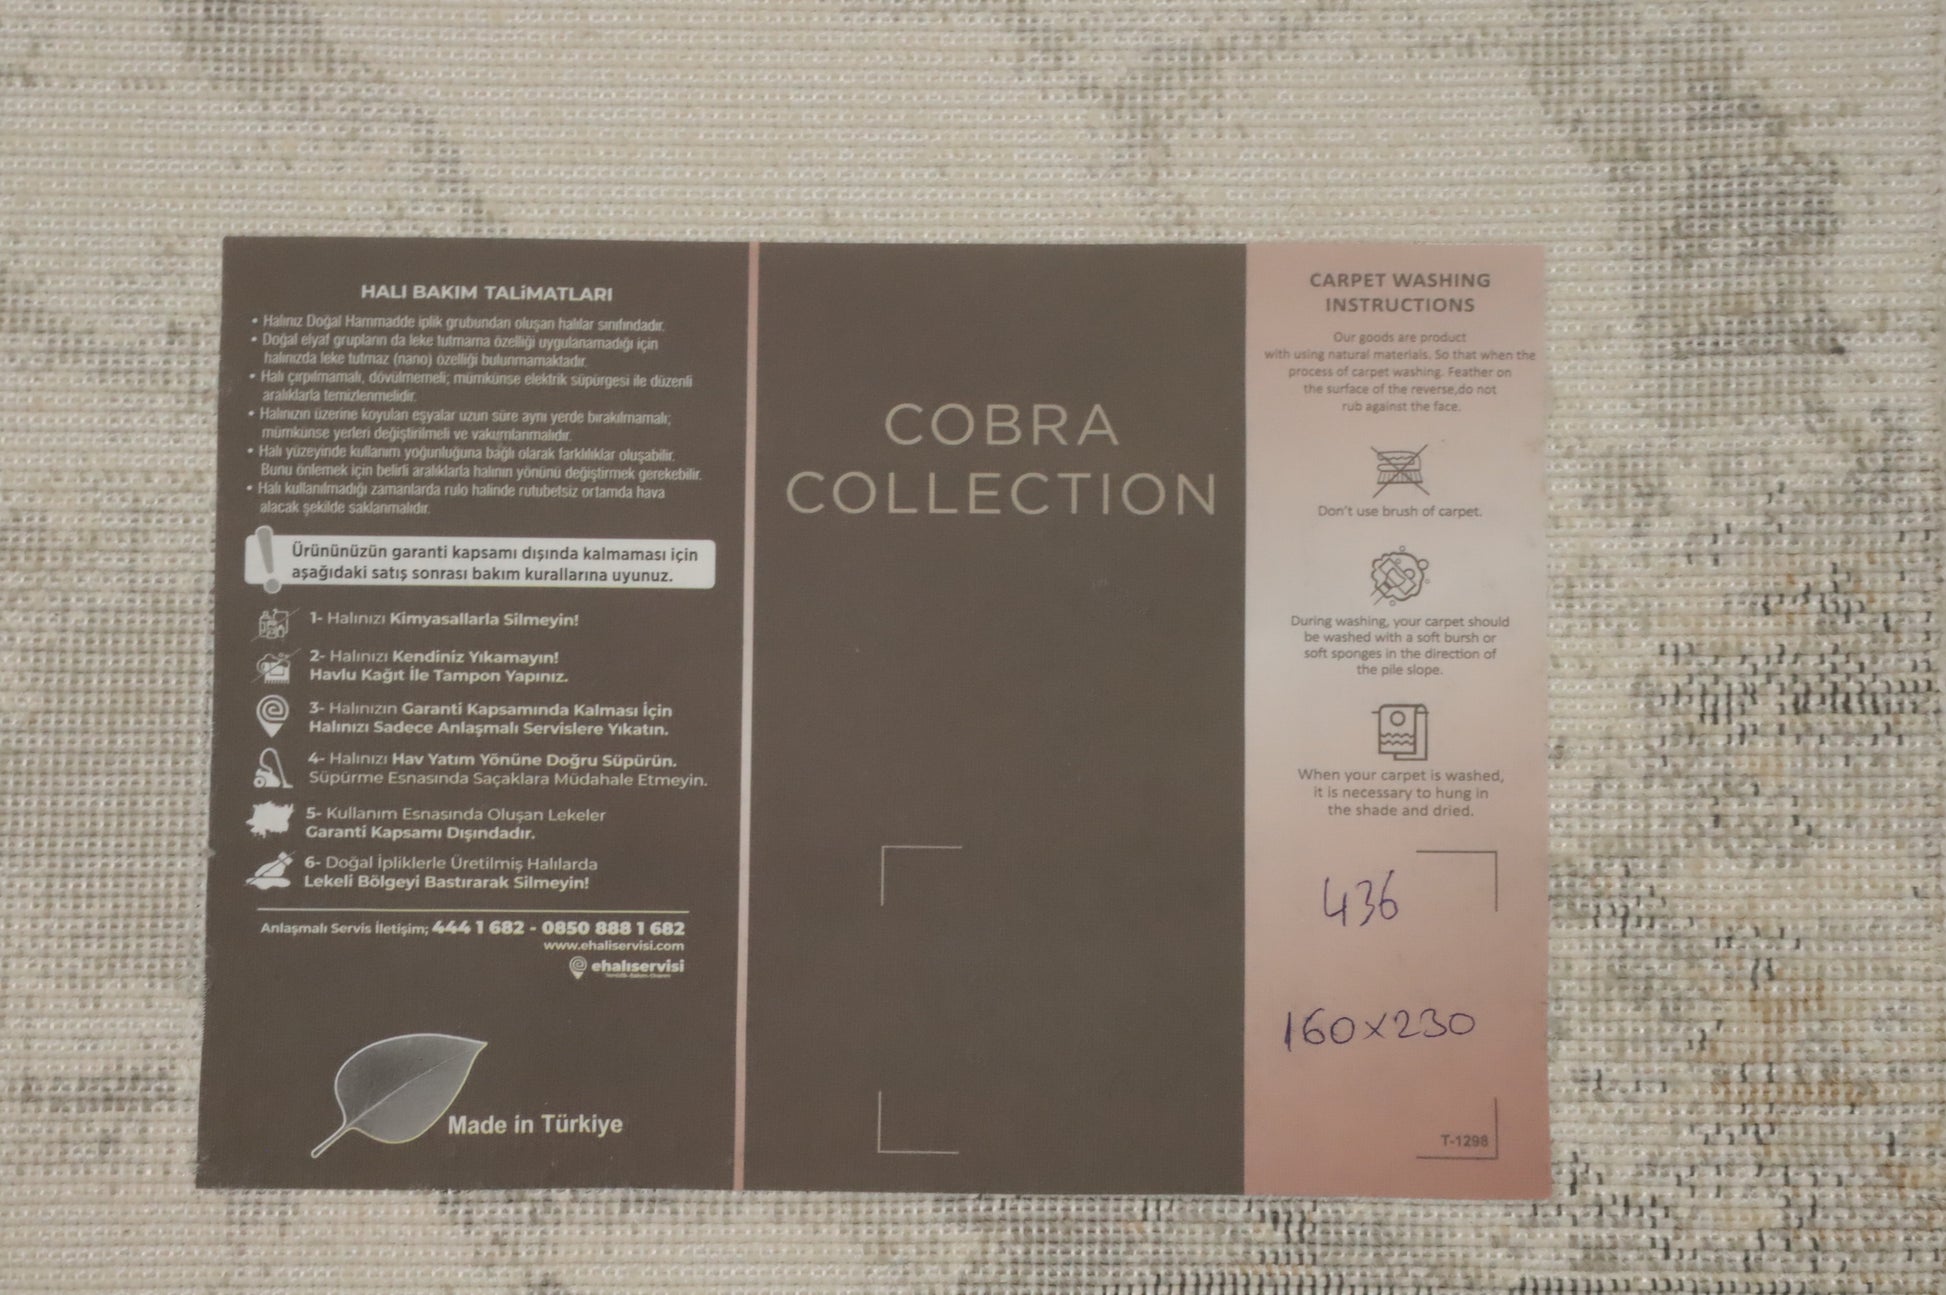 HALI BAKIM TALİMATLARI
• Halınız Doğal Hammadde iplik grubundan oluşan halılar sınıfındadır.
• Doğal elyaf grupların da leke tutmama özelliği uygulanamadığı için
halınızda leke tutmaz (nano) özelliği bulunmamaktadır.
• Halı çırpılmamalı, dövülmemeli; mümkünse elektrik süpürgesi ile düzenli
aralıklarla temizlenmelidir.
• Halınızın üzerine koyulan eşyalar uzun süre aynı yerde bırakılmamalı;
mümkünse yerleri değiştirilmeli ve vakumlanmalıdır.
• Halı yüzeyinde kullanım yoğunluğuna bağlı olarak farklılıklar oluşabilir.
Bunu önlemek için belirli aralıklarla halının yönünü değiştirmek gerekebilir.
• Halı kullanılmadığı zamanlarda rulo halinde rutubetsiz ortamda hava
alacak şekilde saklanmalıdır.
Ürününüzün garanti kapsamı dışında kalmaması için
aşağıdaki satış sonrası bakım kurallarına uyunuz.
1- Halınızı Kimyasallarla Silmeyin!
2- Halınızı Kendiniz Yıkamayın!
Havlu Kağıt İle Tampon Yapınız.
3- Halınızın Garanti Kapsamında Kalması İçin
Halınızı Sadece Anlaşmalı Servislere Yıkatın.
4- Halınızı Hav Yatım Yönüne Doğru Süpürün.
Süpürme Esnasında Saçaklara Müdahale Etmeyin.
5- Kullanım Esnasında Oluşan Lekeler
Garanti Kapsamı Dışındadır.
6- Doğal İpliklerle Üretilmiş Halılarda
Lekeli Bölgeyi Bastırarak Silmeyin!
Anlaşmalı Servis İletişim; 444 1 682 - 0850 888 1 682
www.ehaliservisi.com
ehalıservisi
Made in Türkiye
COBRA
COLLECTION
CARPET WASHING
INSTRUCTIONS
Our goods are product
with using natural materials. So that when the
process of carpet washing. Feather on
the surface of the reverse,do not
rub against the face.
Don't use brush of carpet.
During washing, your carpet should
be washed with a soft bursh or
soft sponges in the direction of
the pile slope.
When your carpet is washed,
it is necessary to hung in
the shade and dried.
436
160x230
T-1298